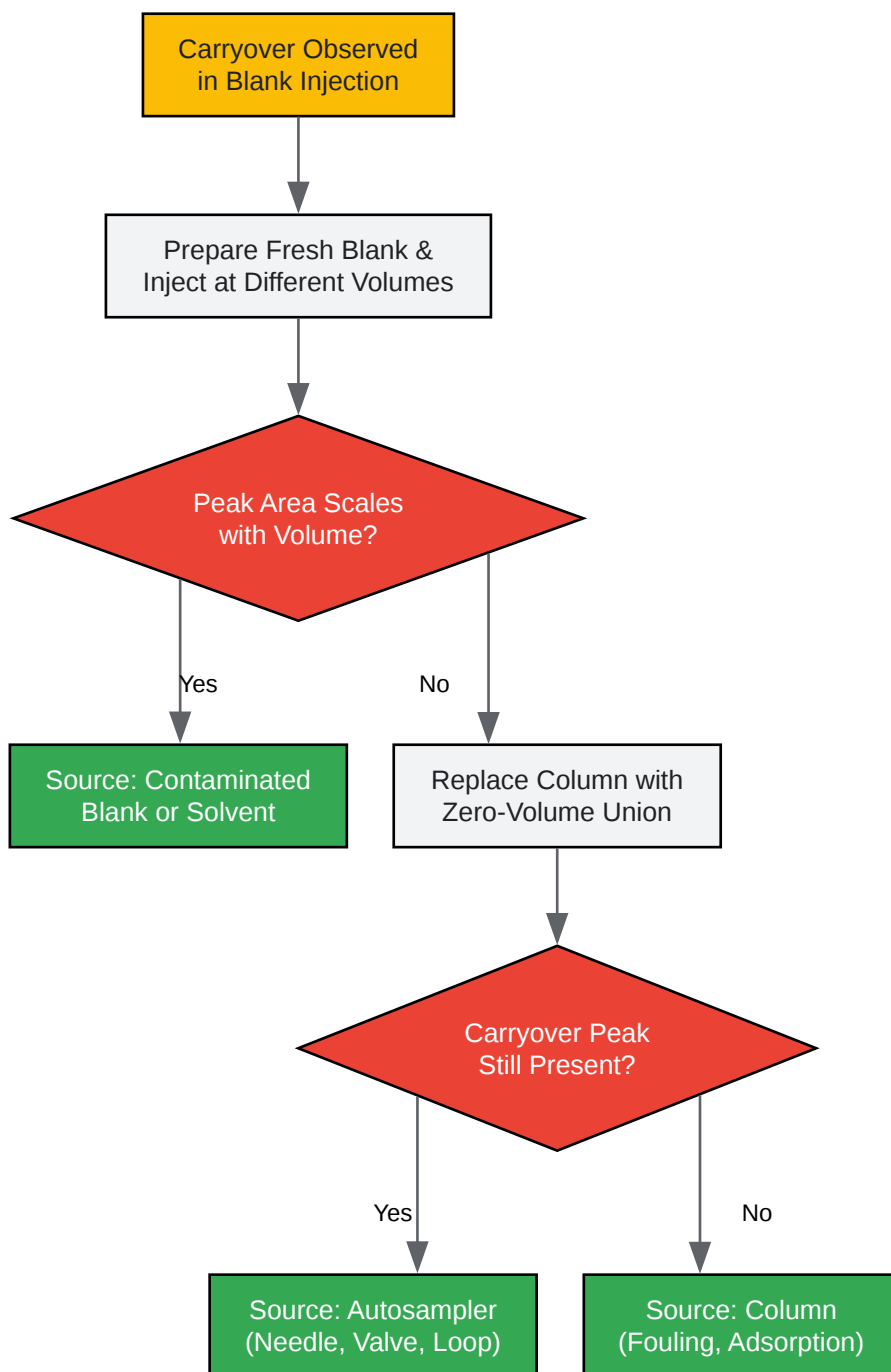 Carryover Observed
in Blank Injection
Prepare Fresh Blank &
Inject at Different Volumes
Peak Area Scales
with Volume?
Yes
No
Source: Contaminated
Blank or Solvent
Replace Column with
Zero-Volume Union
Carryover Peak
Still Present?
Yes
No
Source: Autosampler
(Needle, Valve, Loop)
Source: Column
(Fouling, Adsorption)